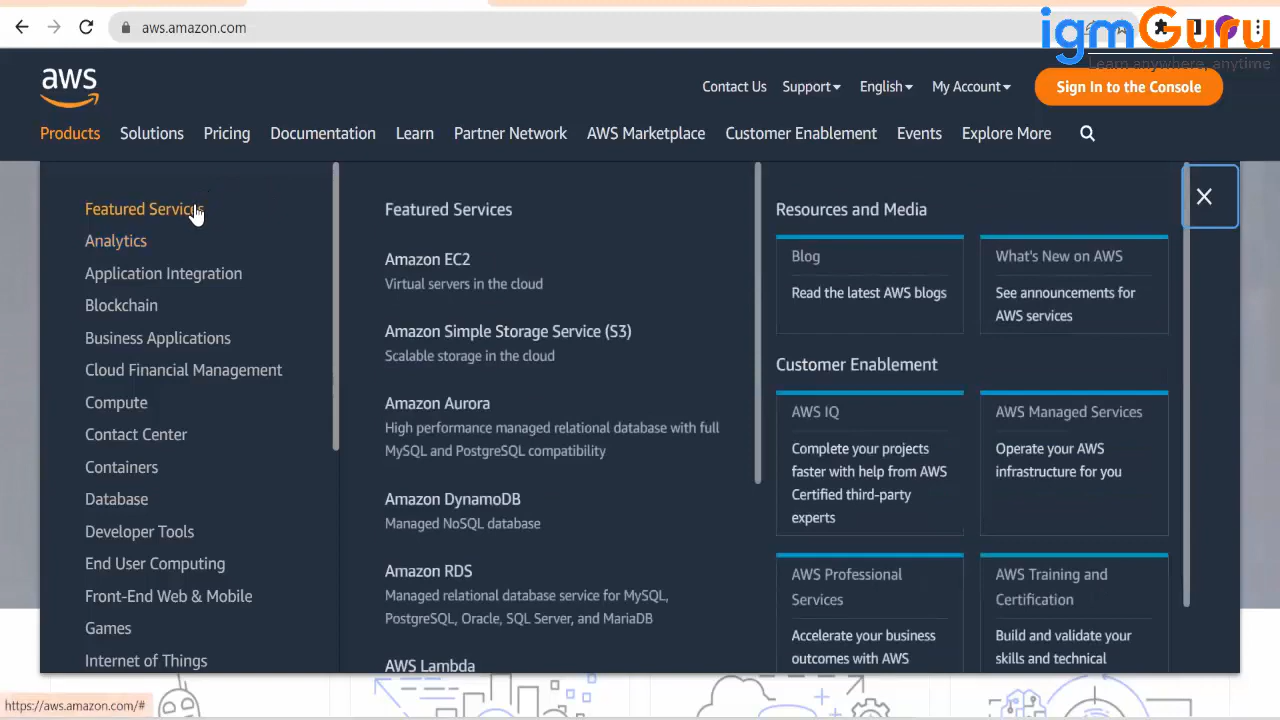 aws.amazon.com
igmGuru
Learn anywhere, anytime
aws
Contact Us Support English My Account Sign In to the Console
Products Solutions Pricing Documentation Learn Partner Network AWS Marketplace Customer Enablement Events Explore More
Featured Services
Analytics
Application Integration
Blockchain
Business Applications
Cloud Financial Management
Compute
Contact Center
Containers
Database
Developer Tools
End User Computing
Front-End Web & Mobile
Games
Internet of Things
Featured Services
Amazon EC2
Virtual servers in the cloud
Amazon Simple Storage Service (S3)
Scalable storage in the cloud
Amazon Aurora
High performance managed relational database with full
MySQL and PostgreSQL compatibility
Amazon DynamoDB
Managed NoSQL database
Amazon RDS
Managed relational database service for MySQL,
PostgreSQL, Oracle, SQL Server, and MariaDB
AWS Lambda
Resources and Media
Blog
Read the latest AWS blogs
What's New on AWS
See announcements for
AWS services
Customer Enablement
AWS IQ
Complete your projects
faster with help from AWS
Certified third-party
experts
AWS Managed Services
Operate your AWS
infrastructure for you
AWS Professional
Services
Accelerate your business
outcomes with AWS
AWS Training and
Certification
Build and validate your
skills and technical
https://aws.amazon.com/#